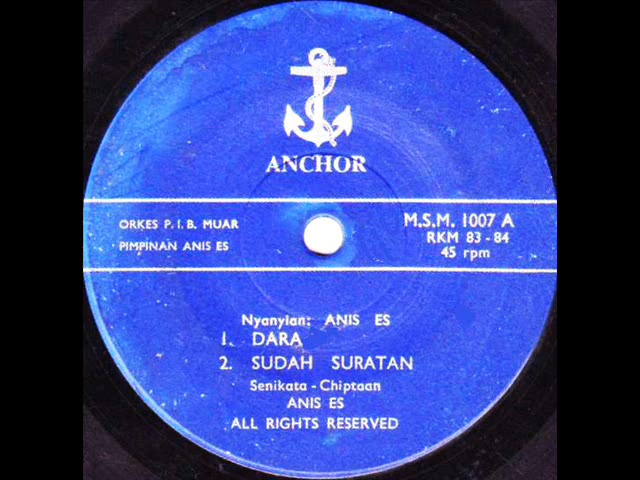 ANCHOR
ORKES P.I.B. MUAR
PIMPINAN ANIS ES
M.S.M. 1007 A
RKM 83 - 84
45 rpm
Nyanyian: ANIS ES
1. DARA
2. SUDAH SURATAN
Senikata - Chiptaan
ANIS ES
ALL RIGHTS RESERVED